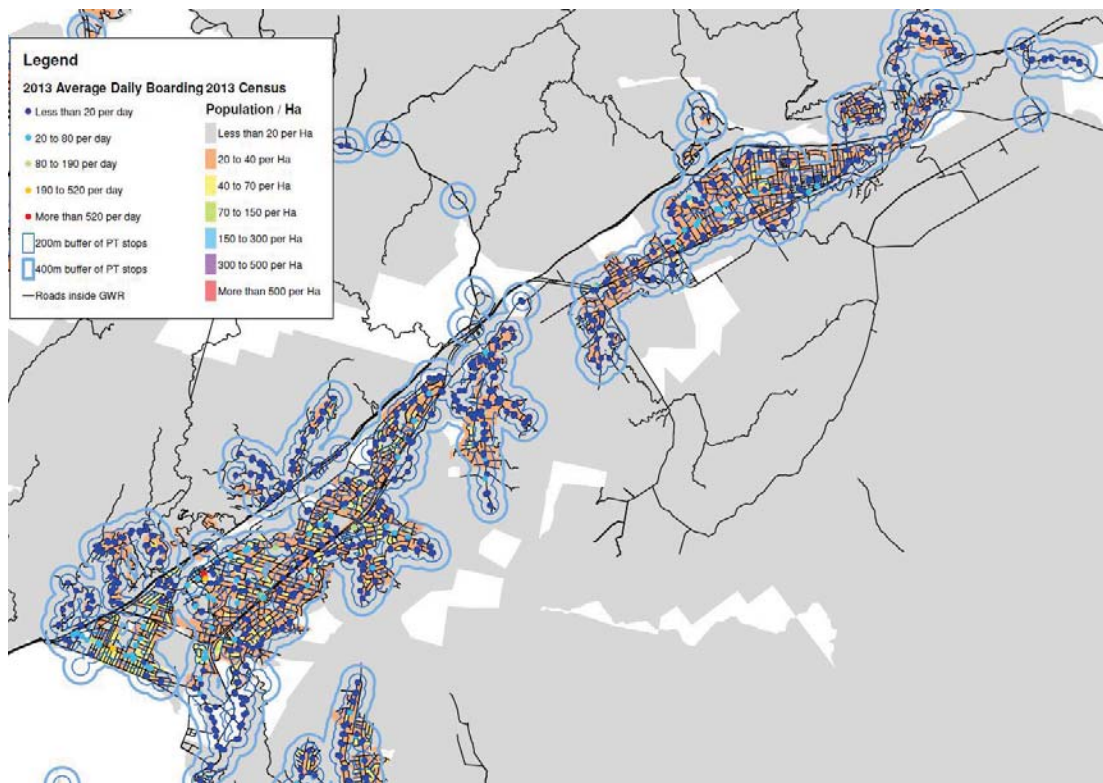 Legend
2013 Average Daily Boarding 2013 Census
Population / Ha
Less than 20 per day
20 to 80 per day
80 to 190 per day
190 to 520 per day
More than 520 per day
200m buffer of PT stops
400m buffer of PT stops
Roads inside GWR
Less than 20 per Ha
20 to 40 per Ha
40 to 70 per Ha
70 to 150 per Ha
150 to 300 per Ha
300 to 500 per Ha
More than 500 per Ha